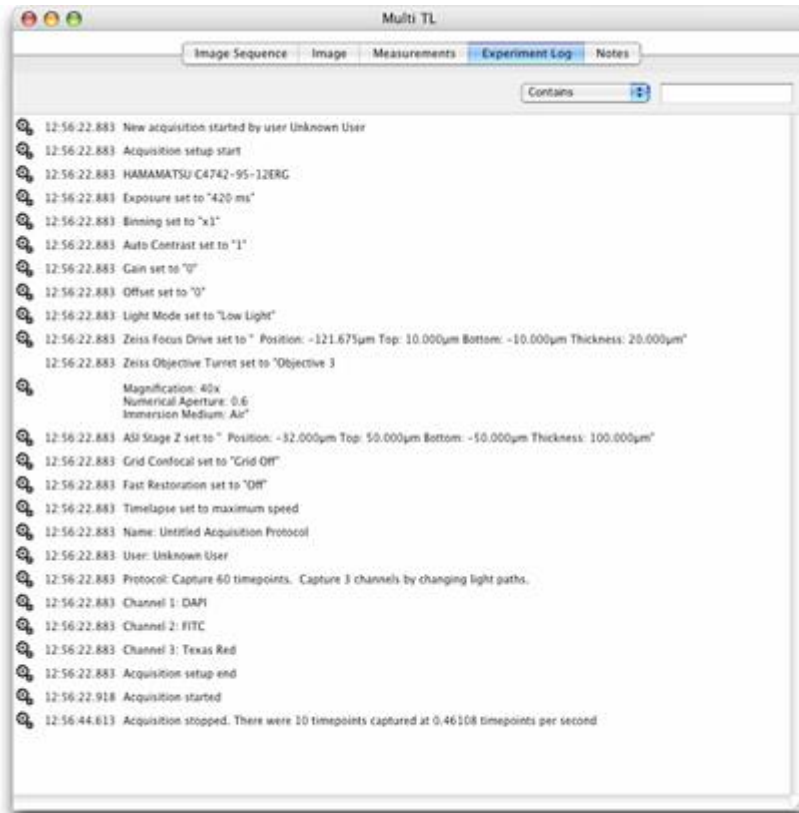 Multi TL
Image Sequence Image Measurements Experiment Log Notes
Contains
12:56:22.883 New acquisition started by user Unknown User
12:56:22.883 Acquisition setup start
12:56:22.883 HAMAMATSU C4742-95-12ERG
12:56:22.883 Exposure set to "420 ms"
12:56:22.883 Binning set to "x1"
12:56:22.883 Auto Contrast set to "1"
12:56:22.883 Gain set to "0"
12:56:22.883 Offset set to "0"
12:56:22.883 Light Mode set to "Low Light"
12:56:22.883 Zeiss Focus Drive set to " Position: -121.675µm Top: 10.000µm Bottom: -10.000µm Thickness: 20.000µm"
12:56:22.883 Zeiss Objective Turret set to "Objective 3
Magnification: 40x
Numerical Aperture: 0.6
Immersion Medium: Air"
12:56:22.883 ASI Stage Z set to " Position: -32.000µm Top: 50.000µm Bottom: -50.000µm Thickness: 100.000µm"
12:56:22.883 Grid Confocal set to "Grid Off"
12:56:22.883 Fast Restoration set to "Off"
12:56:22.883 Timelapse set to maximum speed
12:56:22.883 Name: Untitled Acquisition Protocol
12:56:22.883 User: Unknown User
12:56:22.883 Protocol: Capture 60 timepoints. Capture 3 channels by changing light paths.
12:56:22.883 Channel 1: DAPI
12:56:22.883 Channel 2: FITC
12:56:22.883 Channel 3: Texas Red
12:56:22.883 Acquisition setup end
12:56:22.918 Acquisition started
12:56:44.613 Acquisition stopped. There were 10 timepoints captured at 0.46108 timepoints per second